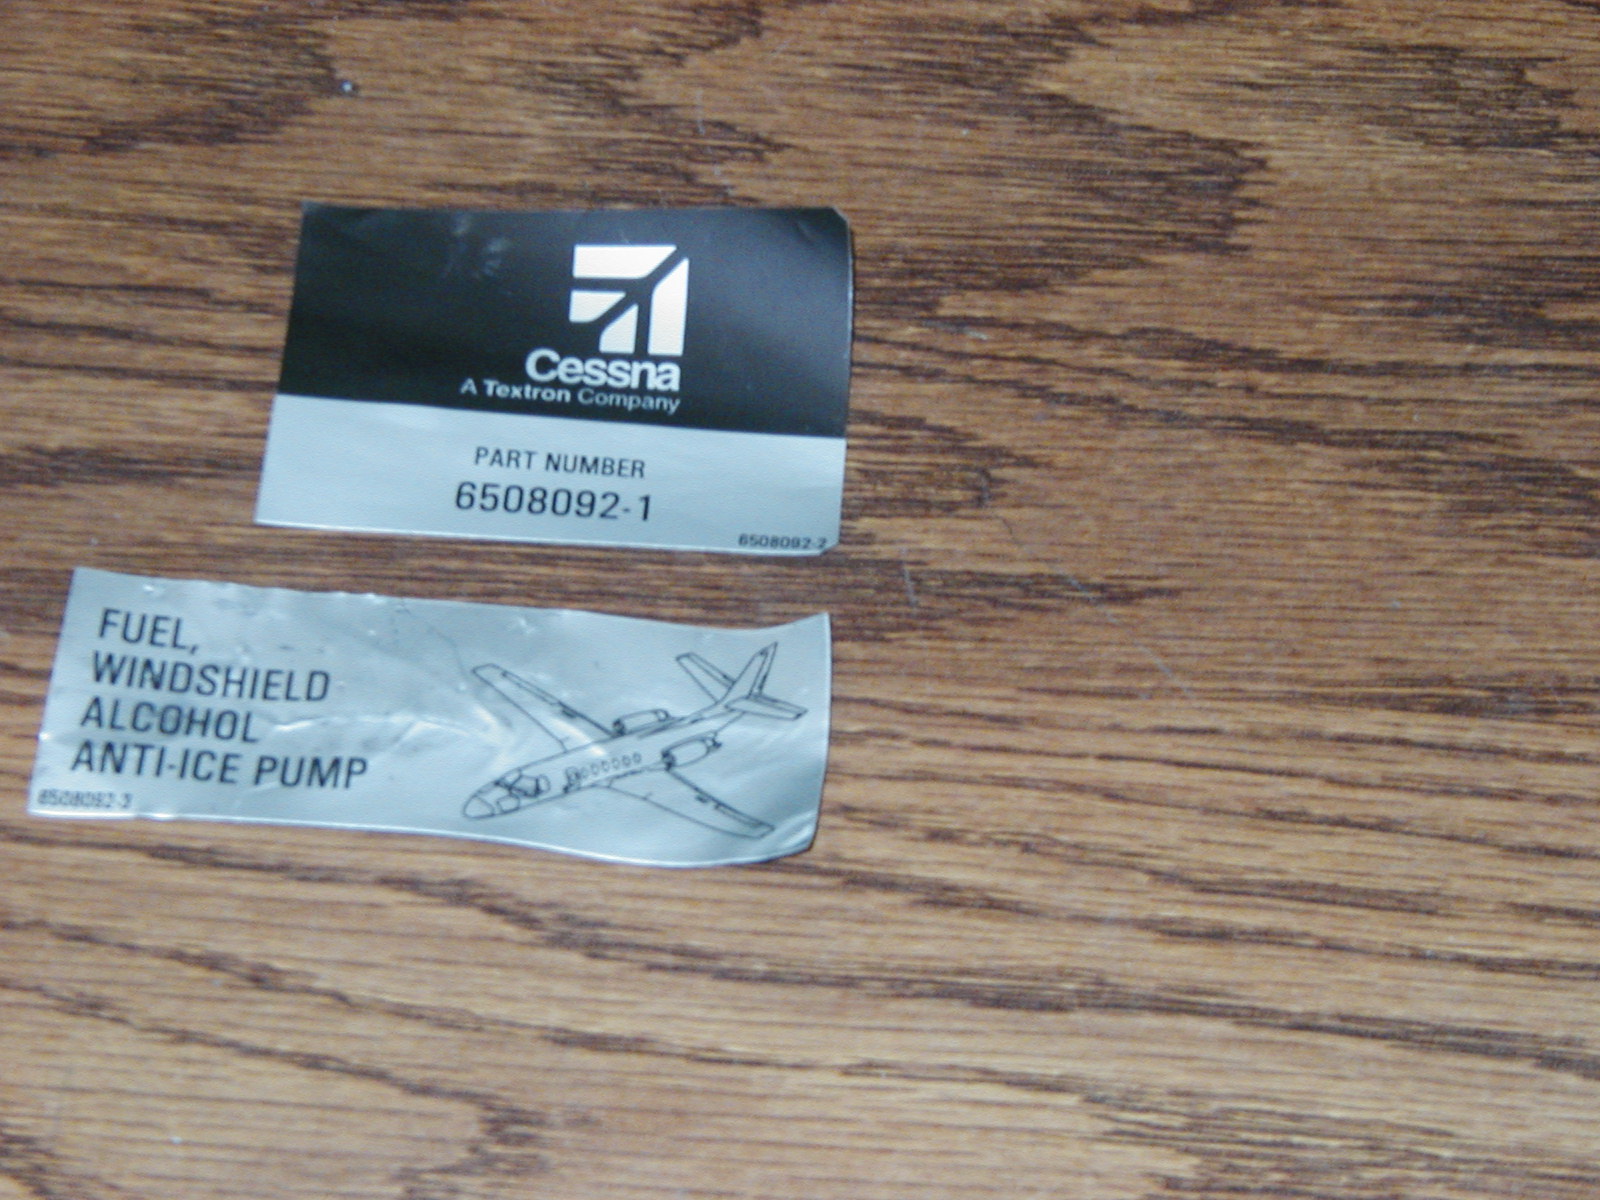 Cessna
A Textron Company
PART NUMBER
6508092-1
6508092-2
FUEL,
WINDSHIELD
ALCOHOL
ANTI-ICE PUMP
6508092-3